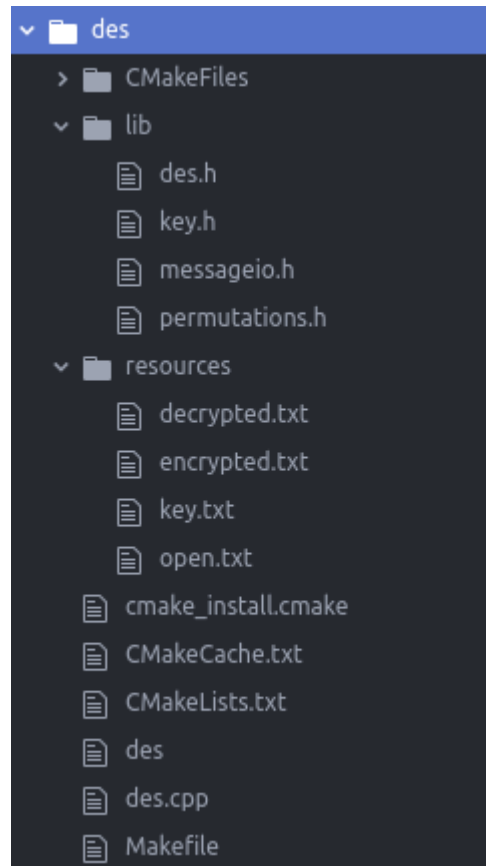 des
CMakeFiles
lib
des.h
key.h
messageio.h
permutations.h
resources
decrypted.txt
encrypted.txt
key.txt
open.txt
cmake_install.cmake
CMakeCache.txt
CMakeLists.txt
des
des.cpp
Makefile